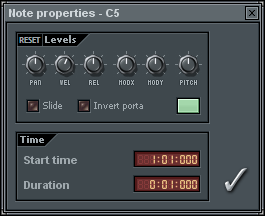 Note properties - C5
RESET Levels
PAN VEL REL MODX MODY PITCH
Slide Invert porta
Time
Start time 1:01:000
Duration 0:01:000